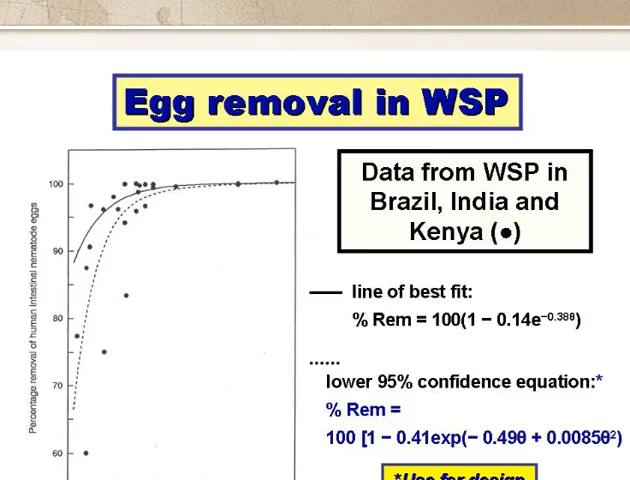 Egg removal in WSP
Data from WSP in
Brazil, India and
Kenya (●)
Percentage removal of human intestinal nematode eggs
100
90
80
70
60
line of best fit:
% Rem = 100(1 − 0.14e⁻⁰·³⁸θ)
......
lower 95% confidence equation:*
% Rem =
100 [1 − 0.41exp(− 0.49θ + 0.0085θ²)
*Use for design